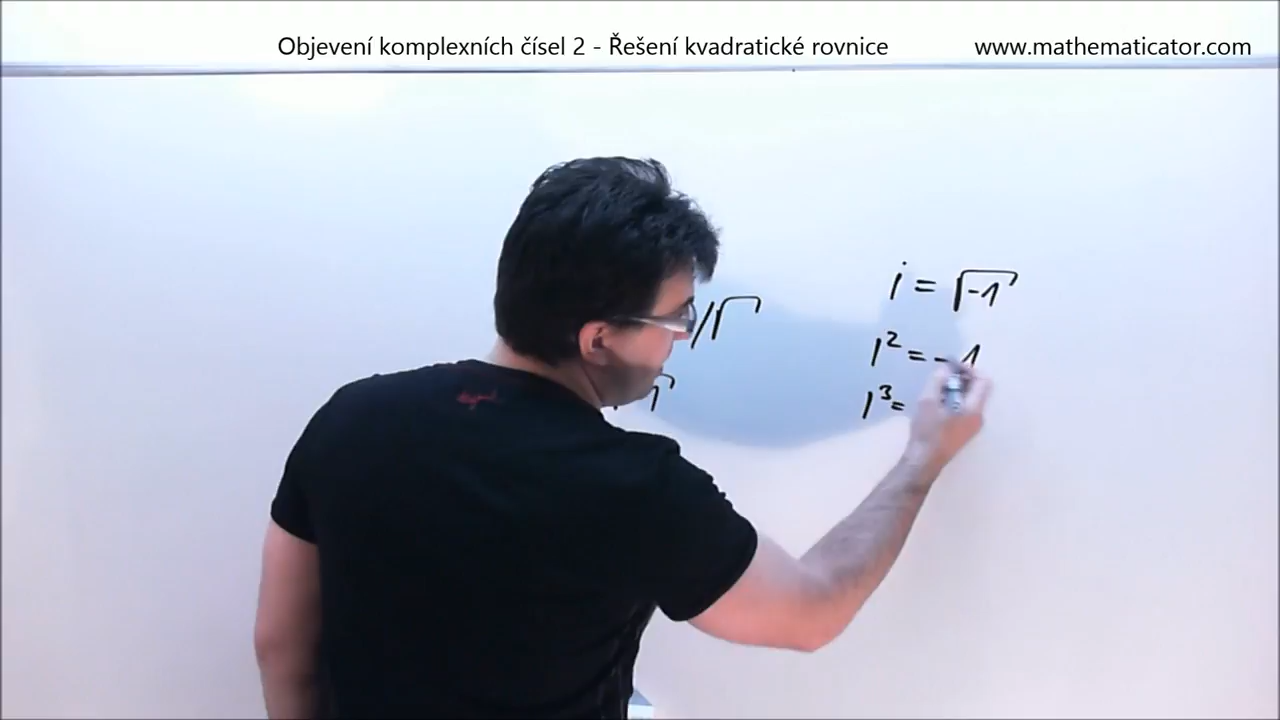 Objevení komplexních čísel 2 - Řešení kvadratické rovnice
www.mathematicator.com
i = √-1
/√
i² = -1
i³ =